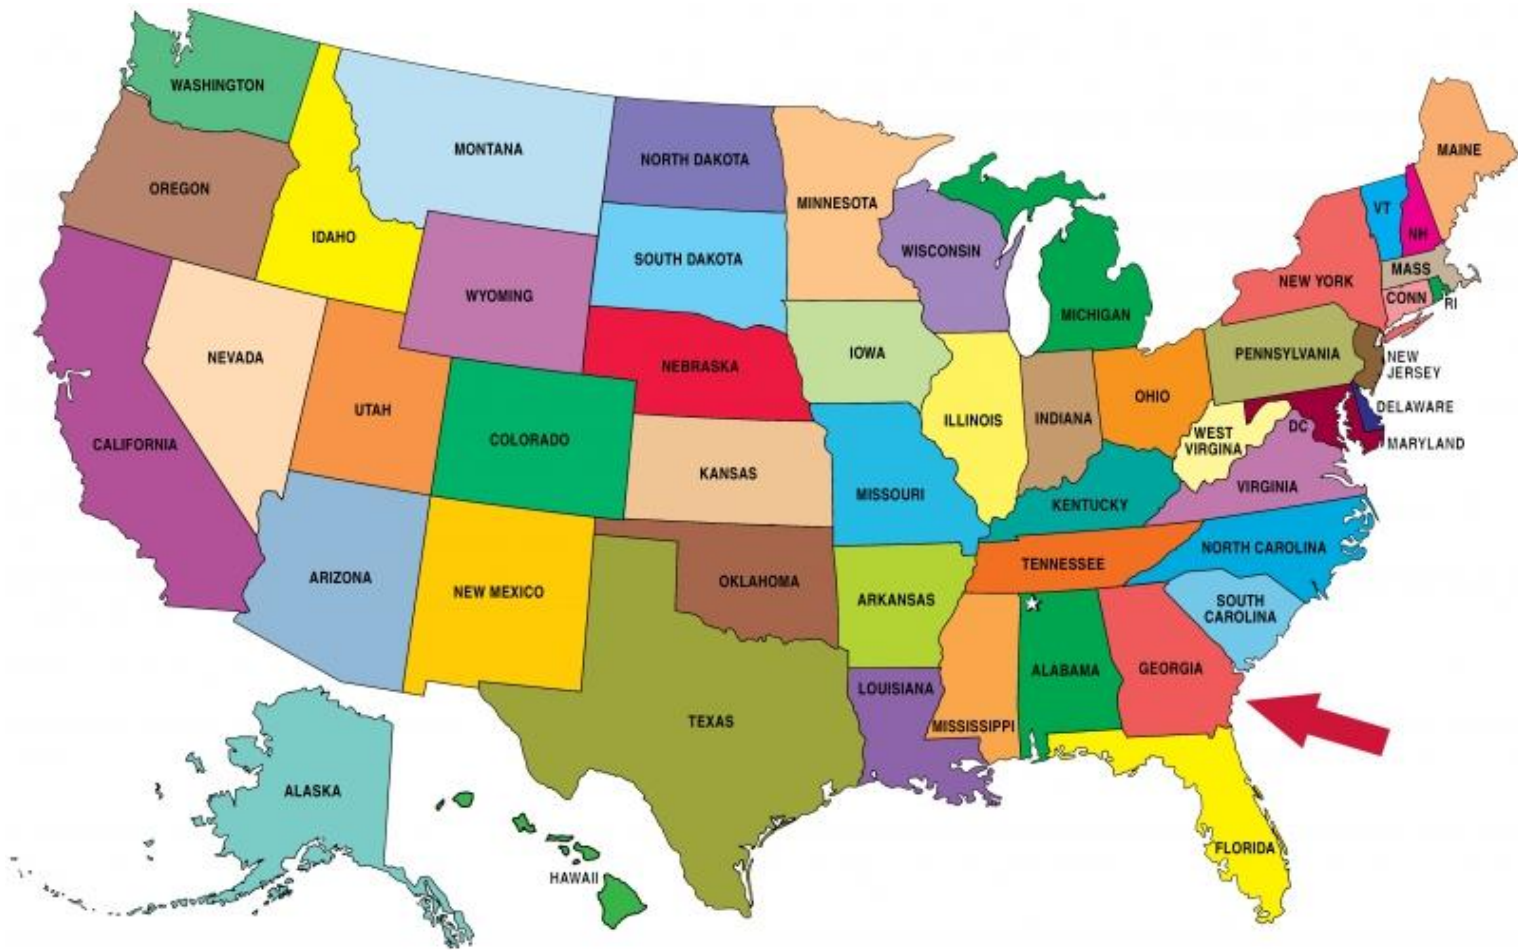 WASHINGTON
MONTANA
NORTH DAKOTA
MINNESOTA
MAINE
OREGON
IDAHO
VT
NH
WISCONSIN
SOUTH DAKOTA
MASS
NEW YORK
WYOMING
CONN
RI
MICHIGAN
NEVADA
IOWA
PENNSYLVANIA
NEW
JERSEY
NEBRASKA
UTAH
OHIO
DELAWARE
ILLINOIS
INDIANA
CALIFORNIA
COLORADO
DC
WEST
VIRGINA
MARYLAND
KANSAS
MISSOURI
VIRGINIA
KENTUCKY
NORTH CAROLINA
TENNESSEE
ARIZONA
NEW MEXICO
OKLAHOMA
ARKANSAS
SOUTH
CAROLINA
ALABAMA
GEORGIA
LOUISIANA
TEXAS
MISSISSIPPI
ALASKA
FLORIDA
HAWAII